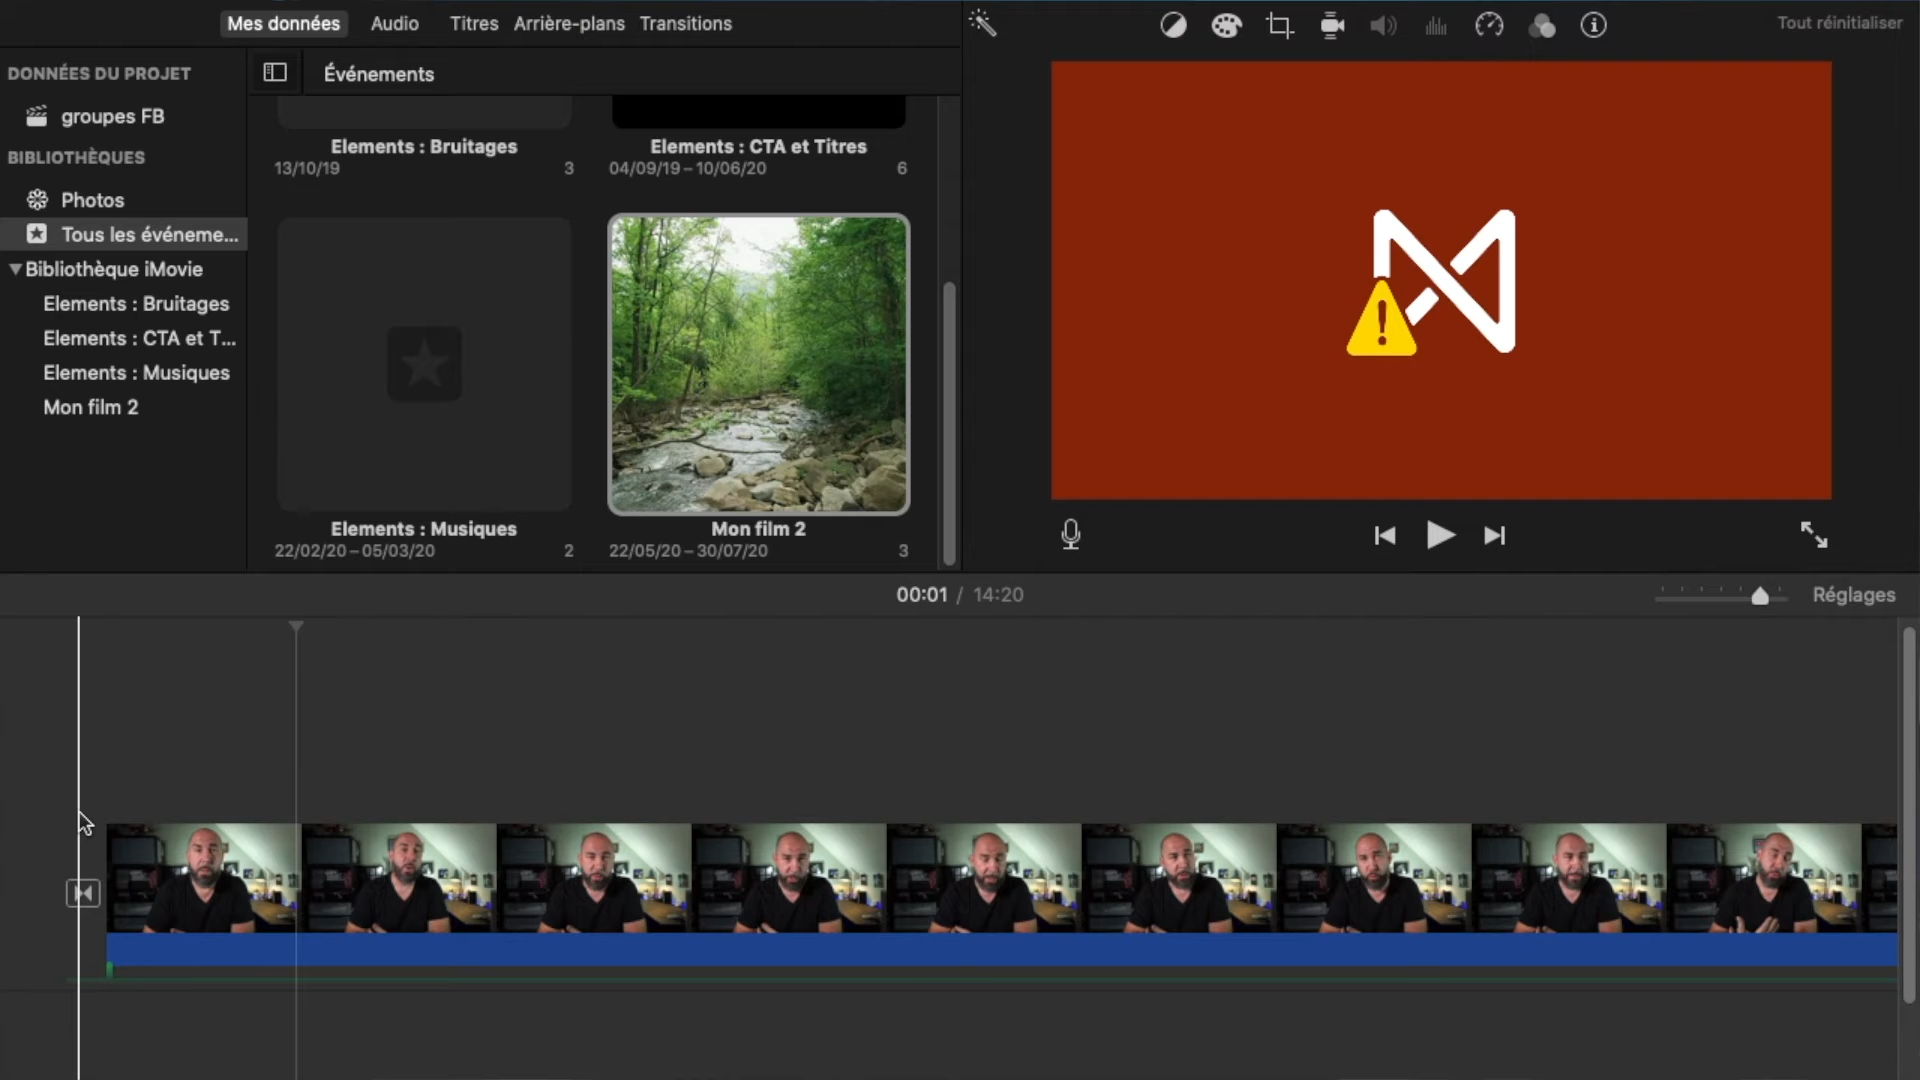 Mes données Audio Titres Arrière-plans Transitions
Tout réinitialiser
DONNÉES DU PROJET
groupes FB
BIBLIOTHÈQUES
Photos
Tous les événeme...
Bibliothèque iMovie
Elements : Bruitages
Elements : CTA et T...
Elements : Musiques
Mon film 2
Événements
Elements : Bruitages
13/10/19 3
Elements : CTA et Titres
04/09/19 – 10/06/20 6
Elements : Musiques
22/02/20 – 05/03/20 2
Mon film 2
22/05/20 – 30/07/20 3
00:01 / 14:20
Réglages